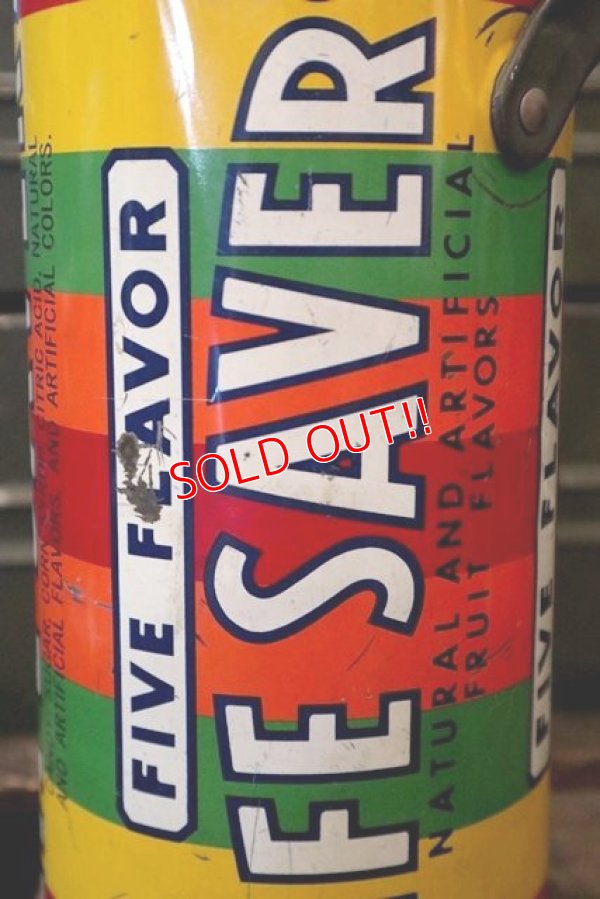 FIVE FLAVOR
FE SAVER
NATURAL AND ARTIFICIAL
FRUIT FLAVORS
FIVE FLAVOR
CITRIC ACID, NATURAL
AND ARTIFICIAL FLAVORS, AND ARTIFICIAL COLORS.
SOLD OUT!!